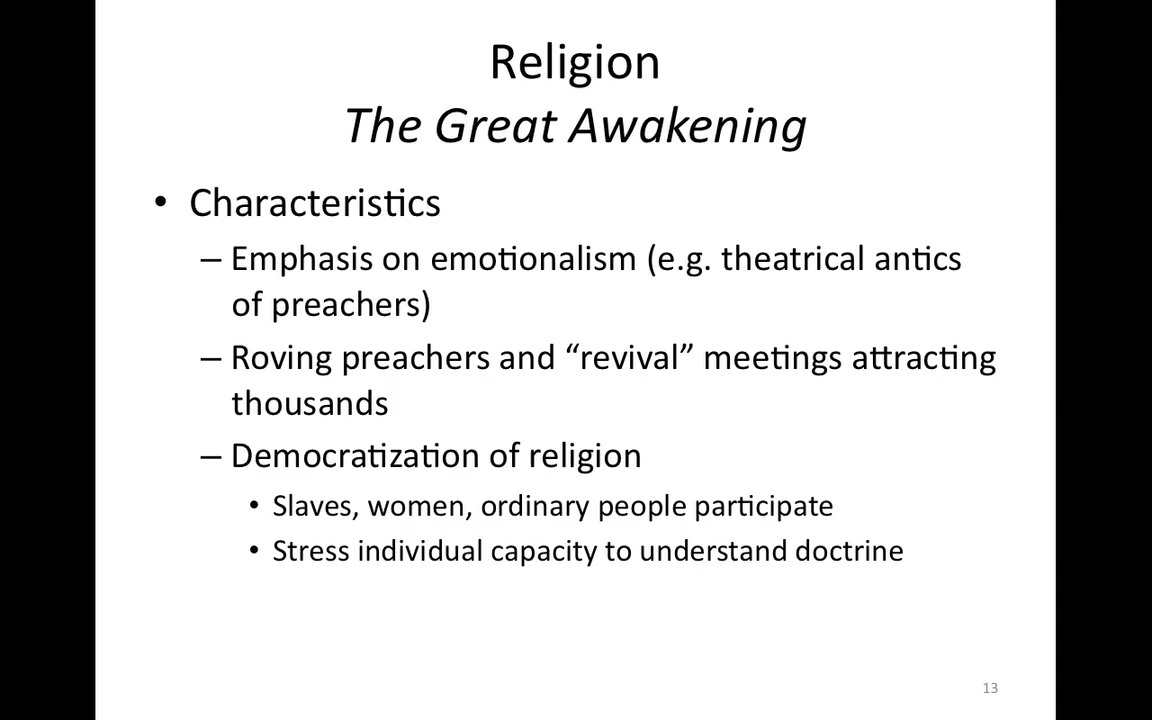 Religion
The Great Awakening
• Characteristics
– Emphasis on emotionalism (e.g. theatrical antics
of preachers)
– Roving preachers and “revival” meetings attracting
thousands
– Democratization of religion
• Slaves, women, ordinary people participate
• Stress individual capacity to understand doctrine
13